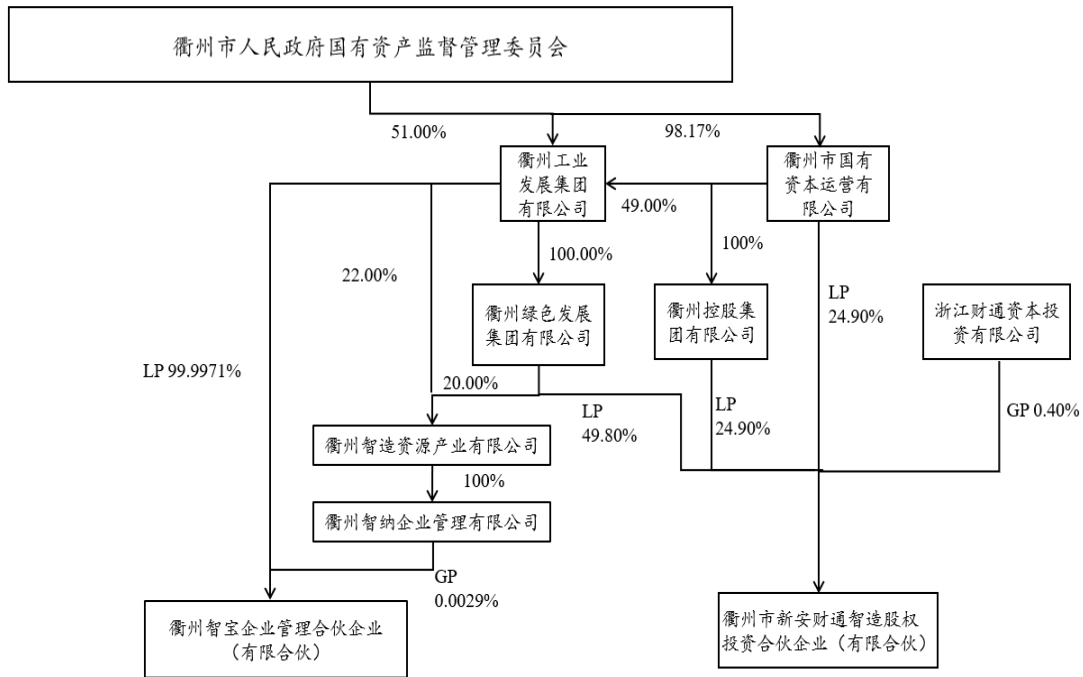 衢州市人民政府国有资产监督管理委员会
51.00%
98.17%
衢州工业
发展集团
有限公司
衢州市国有
资本运营有
限公司
49.00%
100.00%
100%
22.00%
LP
24.90%
衢州绿色发展
集团有限公司
衢州控股集
团有限公司
浙江财通资本投
资有限公司
LP 99.9971%
20.00%
LP
49.80%
LP
24.90%
GP 0.40%
衢州智造资源产业有限公司
100%
衢州智纳企业管理有限公司
GP
0.0029%
衢州智宝企业管理合伙企业
（有限合伙）
衢州市新安财通智造股权
投资合伙企业（有限合伙）